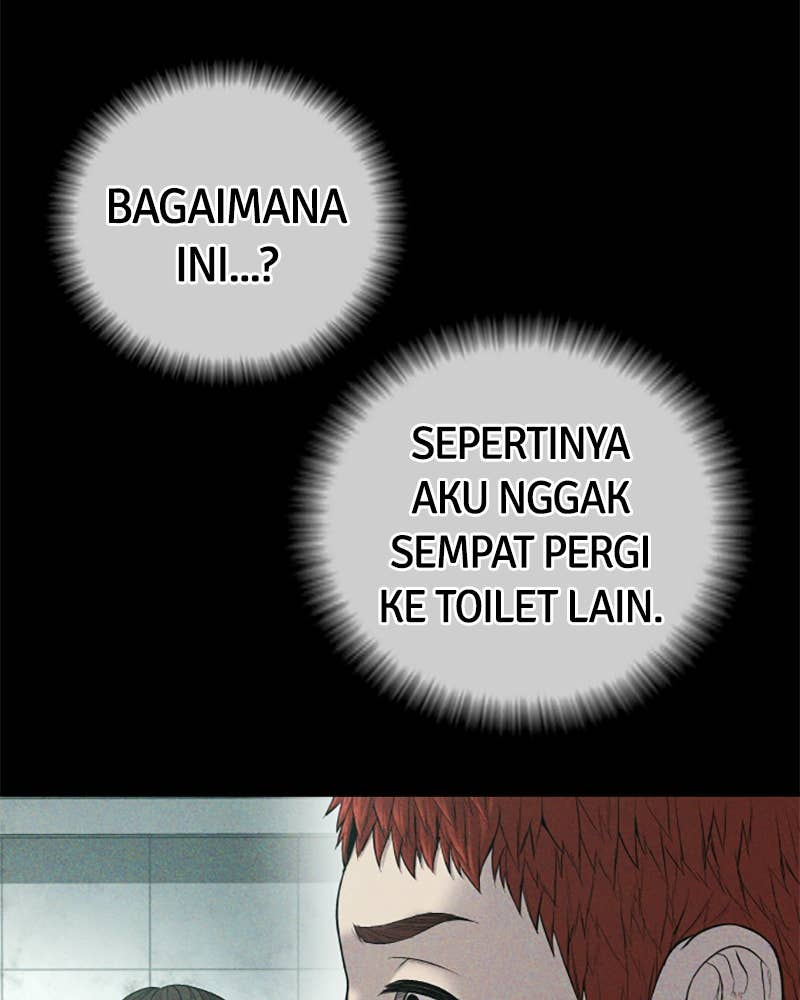 BAGAIMANA
INI...?
SEPERTINYA
AKU NGGAK
SEMPAT PERGI
KE TOILET LAIN.